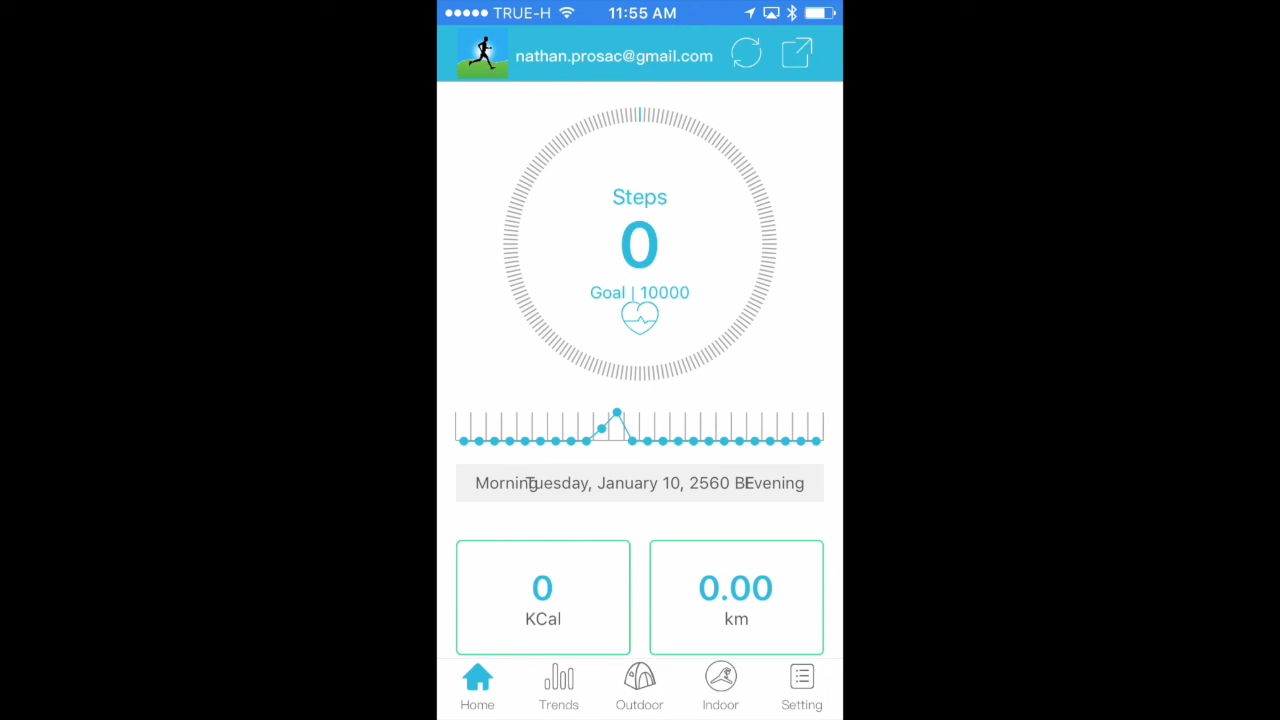 TRUE-H 11:55 AM
nathan.prosac@gmail.com
Steps
0
Goal | 10000
Morning Tuesday, January 10, 2560 BE Evening
0 0.00
KCal km
Home Trends Outdoor Indoor Setting